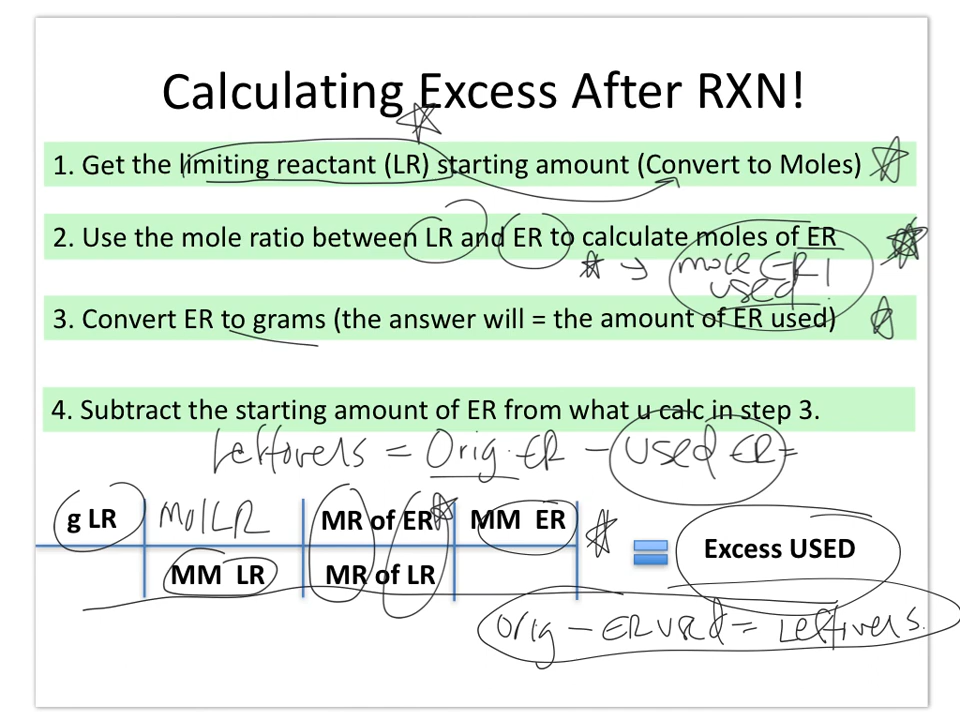 Calculating Excess After RXN!
1. Get the limiting reactant (LR) starting amount (Convert to Moles)
2. Use the mole ratio between LR and ER to calculate moles of ER
mole ER!
used
3. Convert ER to grams (the answer will = the amount of ER used)
4. Subtract the starting amount of ER from what u calc in step 3.
Leftovers = Orig. ER - Used ER =
g LR mol LR MR of ER MM ER
MM LR MR of LR
Excess USED
orig - ER used = Leftovers.